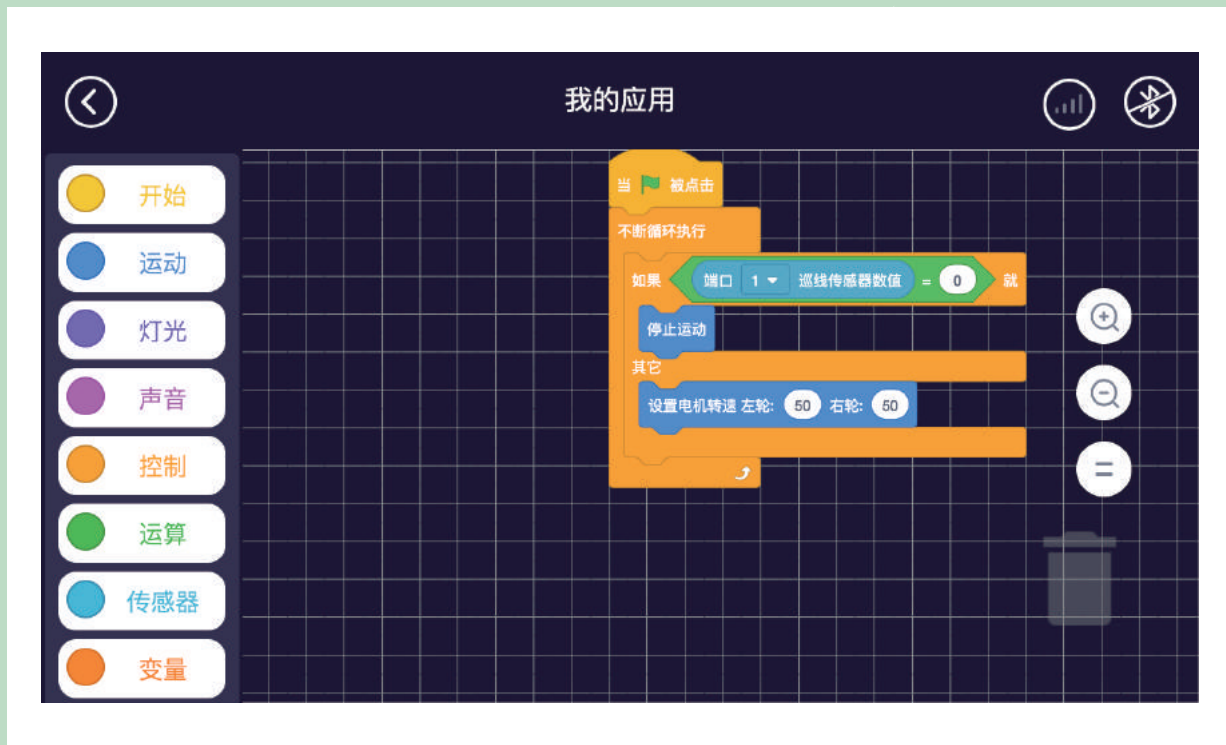 我的应用
开始
运动
灯光
声音
控制
运算
传感器
变量
当 被点击
不断循环执行
如果 端口 1 巡线传感器数值 = 0 就
停止运动
其它
设置电机转速 左轮: 50 右轮: 50